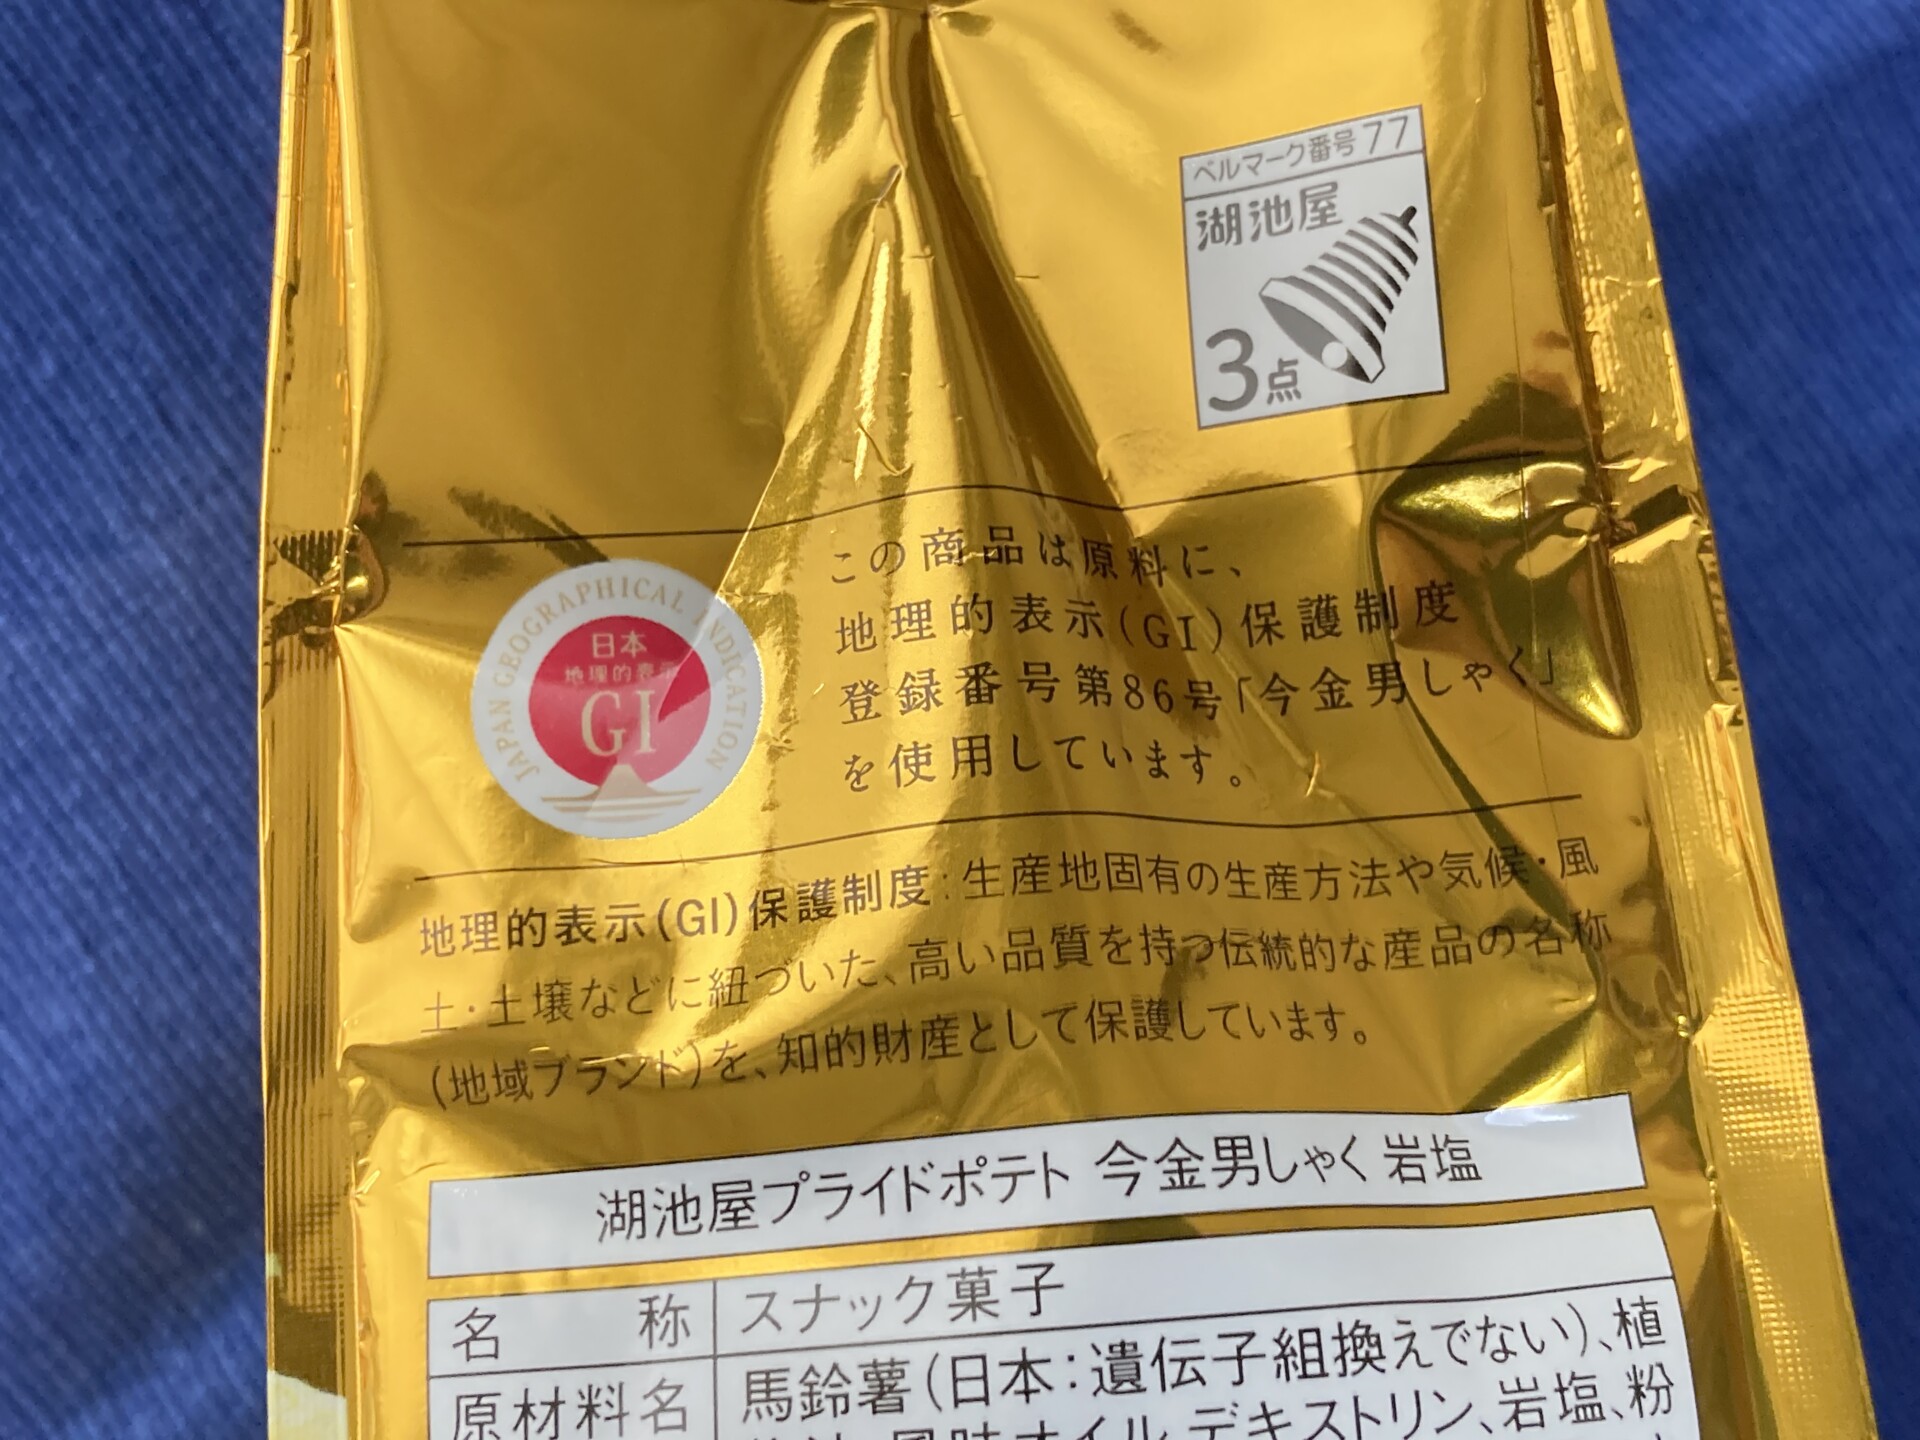 ベルマーク番号77
湖池屋
3点
JAPAN GEOGRAPHICAL INDICATION
日本
地理的表示
GI
この商品は原料に、
地理的表示(GI)保護制度
登録番号第86号「今金男しゃく」
を使用しています。
地理的表示(GI)保護制度:生産地固有の生産方法や気候・風
土・土壌などに紐づいた、高い品質を持つ伝統的な産品の名称
(地域ブランド)を、知的財産として保護しています。
湖池屋プライドポテト 今金男しゃく 岩塩
名称 スナック菓子
原材料名 馬鈴薯(日本:遺伝子組換えでない)、植
デキストリン、岩塩、粉